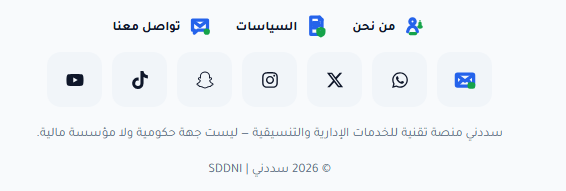 من نحن السياسات تواصل معنا
سددني منصة تقنية للخدمات الإدارية والتنسيقية – ليست جهة حكومية ولا مؤسسة مالية.
© 2026 سددني | SDDNI